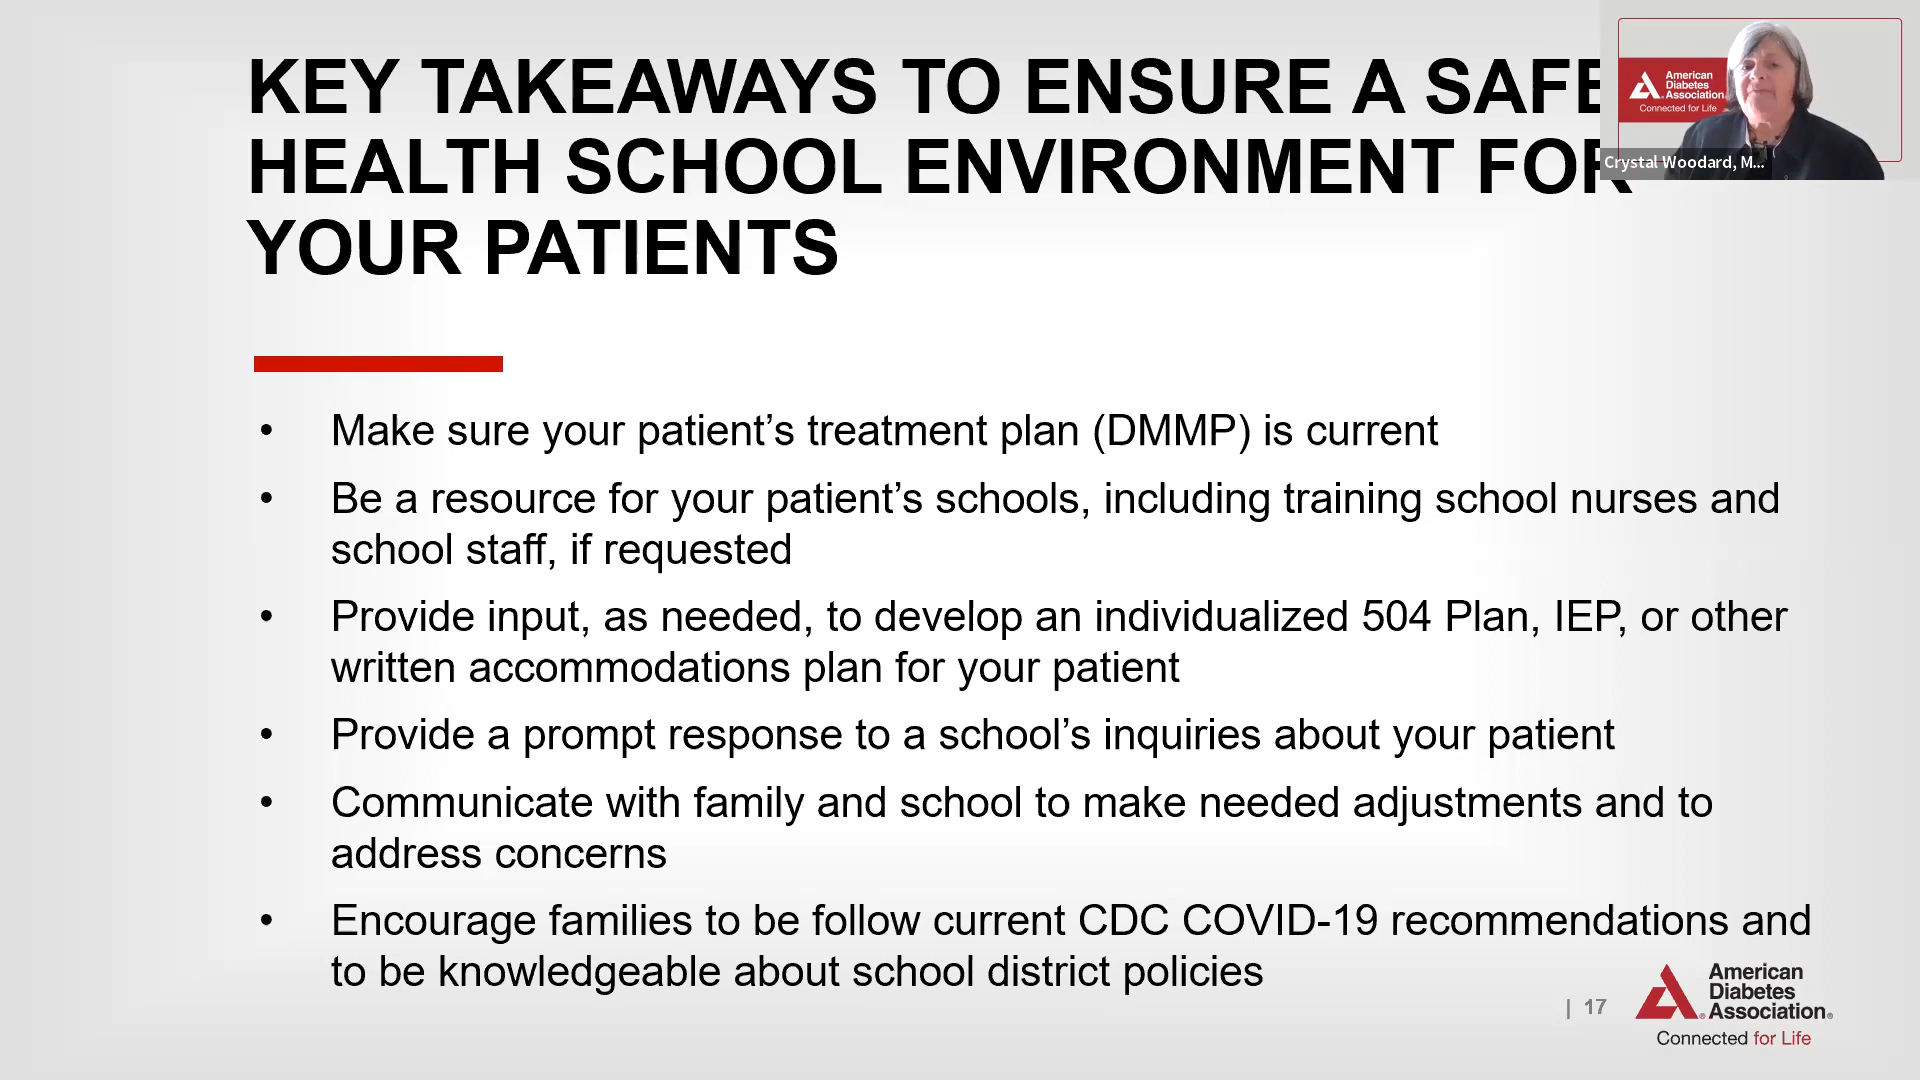 KEY TAKEAWAYS TO ENSURE A SAFE
HEALTH SCHOOL ENVIRONMENT FOR
YOUR PATIENTS
American
Diabetes
Association
Connected for Life
Crystal Woodard, M...
• Make sure your patient’s treatment plan (DMMP) is current
• Be a resource for your patient’s schools, including training school nurses and
school staff, if requested
• Provide input, as needed, to develop an individualized 504 Plan, IEP, or other
written accommodations plan for your patient
• Provide a prompt response to a school’s inquiries about your patient
• Communicate with family and school to make needed adjustments and to
address concerns
• Encourage families to be follow current CDC COVID-19 recommendations and
to be knowledgeable about school district policies
| 17
American
Diabetes
Association®
Connected for Life